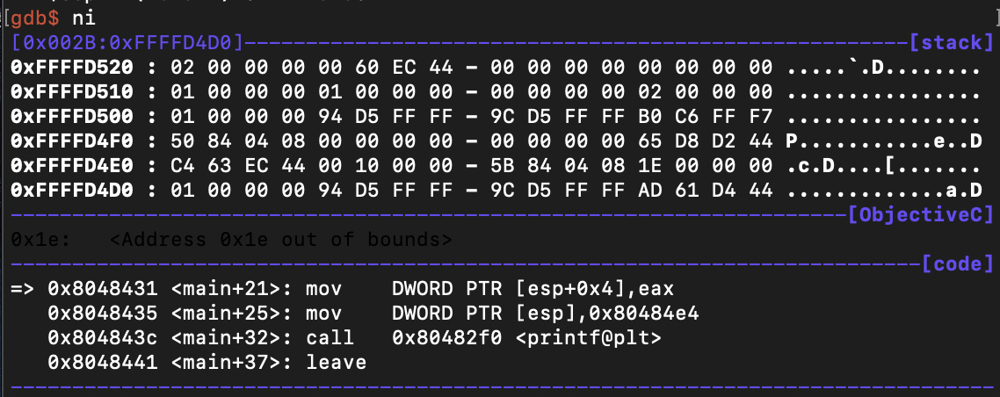 [gdb$ ni
[0x002B:0xFFFFD4D0]------------------------------------------------------[stack]
0xFFFFD520 : 02 00 00 00 00 60 EC 44 - 00 00 00 00 00 00 00 00 .....`.D........
0xFFFFD510 : 01 00 00 00 01 00 00 00 - 00 00 00 00 02 00 00 00 ................
0xFFFFD500 : 01 00 00 00 94 D5 FF FF - 9C D5 FF FF B0 C6 FF F7 ................
0xFFFFD4F0 : 50 84 04 08 00 00 00 00 - 00 00 00 00 65 D8 D2 44 P...........e..D
0xFFFFD4E0 : C4 63 EC 44 00 10 00 00 - 5B 84 04 08 1E 00 00 00 .c.D....[.......
0xFFFFD4D0 : 01 00 00 00 94 D5 FF FF - 9C D5 FF FF AD 61 D4 44 .............a.D
--------------------------------------------------------------------[ObjectiveC]
0x1e:   <Address 0x1e out of bounds>
--------------------------------------------------------------------------[code]
=> 0x8048431 <main+21>: mov    DWORD PTR [esp+0x4],eax
   0x8048435 <main+25>: mov    DWORD PTR [esp],0x80484e4
   0x804843c <main+32>: call   0x80482f0 <printf@plt>
   0x8048441 <main+37>: leave
--------------------------------------------------------------------------------